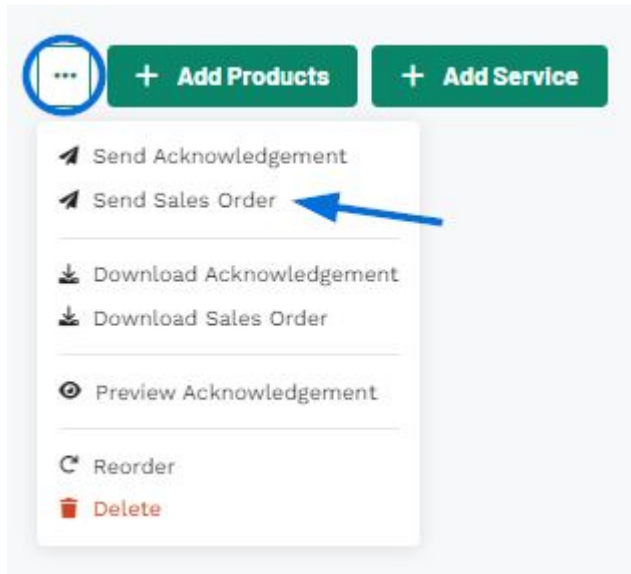 ... + Add Products + Add Service
Send Acknowledgement
Send Sales Order
Download Acknowledgement
Download Sales Order
Preview Acknowledgement
Reorder
Delete